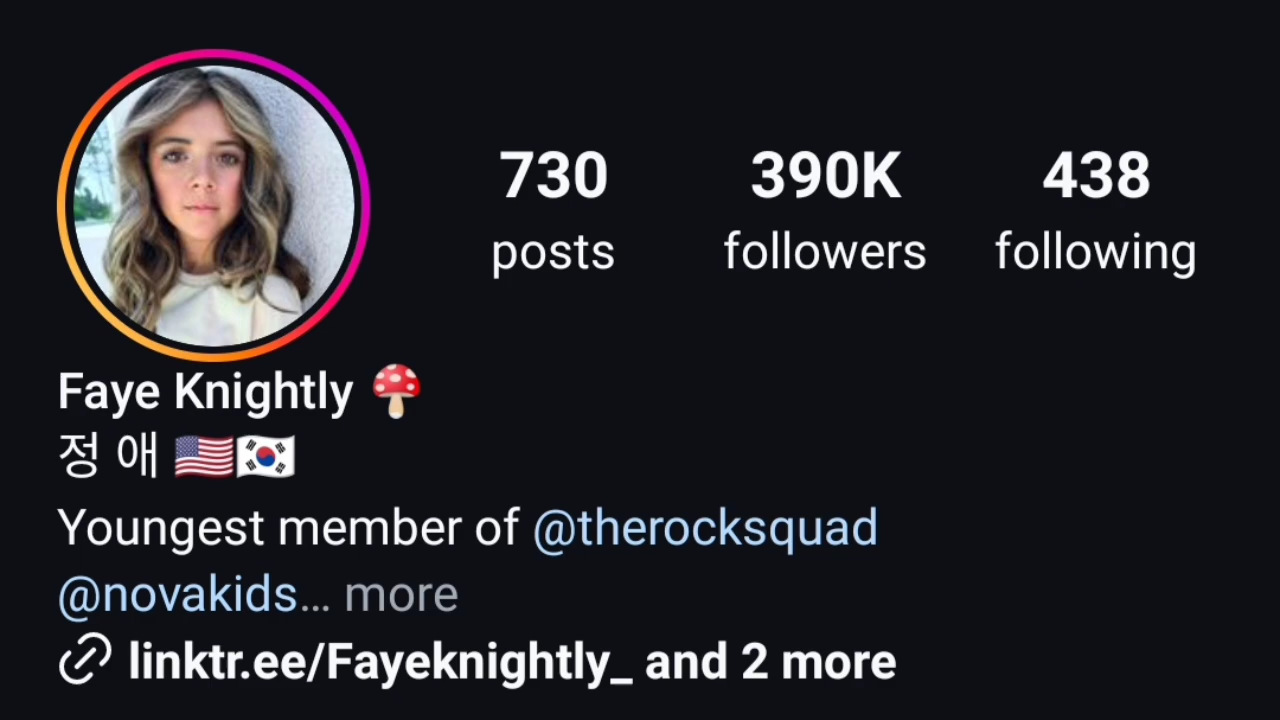 730 390K 438
posts followers following
Faye Knightly 🍄
정 애 🇺🇸🇰🇷
Youngest member of @therocksquad
@novakids... more
linktr.ee/Fayeknightly_ and 2 more